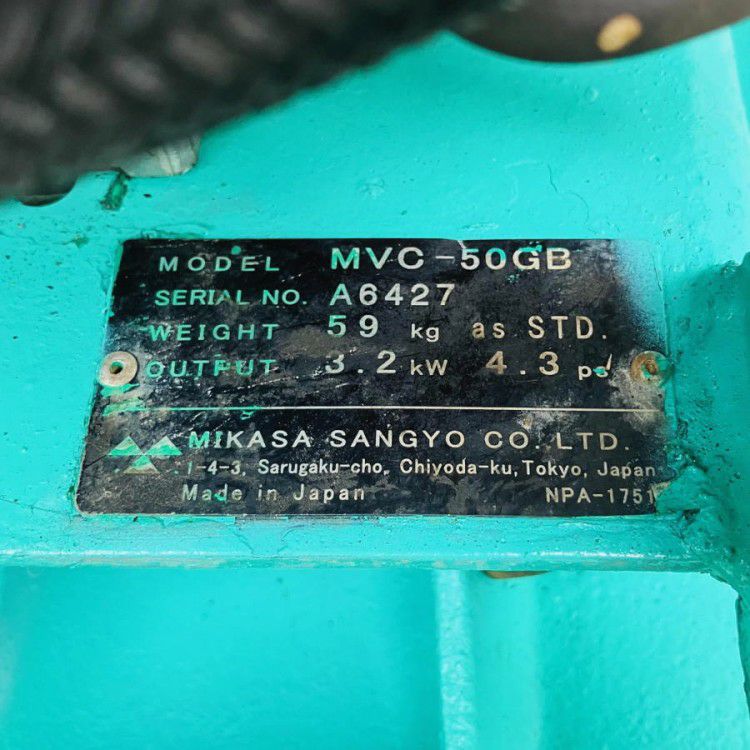 MODEL MVC-50GB
SERIAL NO. A6427
WEIGHT 59 kg as STD.
OUTPUT 3.2 kW 4.3
MIKASA SANGYO CO.,LTD.
1-4-3, Sarugaku-cho, Chiyoda-ku, Tokyo, Japan
Made in Japan NPA-1751